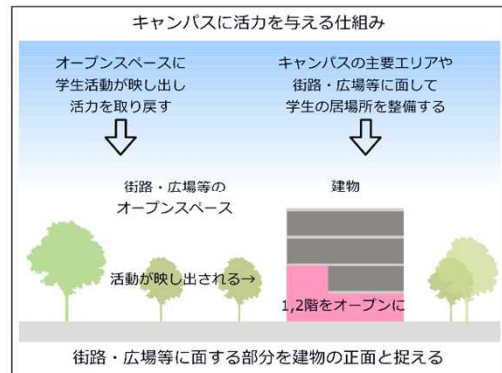 キャンパスに活力を与える仕組み
オープンスペースに
学生活動が映し出し
活力を取り戻す
キャンパスの主要エリアや
街路・広場等に面して
学生の居場所を整備する
街路・広場等の
オープンスペース
建物
活動が映し出される→
1,2階をオープンに
街路・広場等に面する部分を建物の正面と捉える